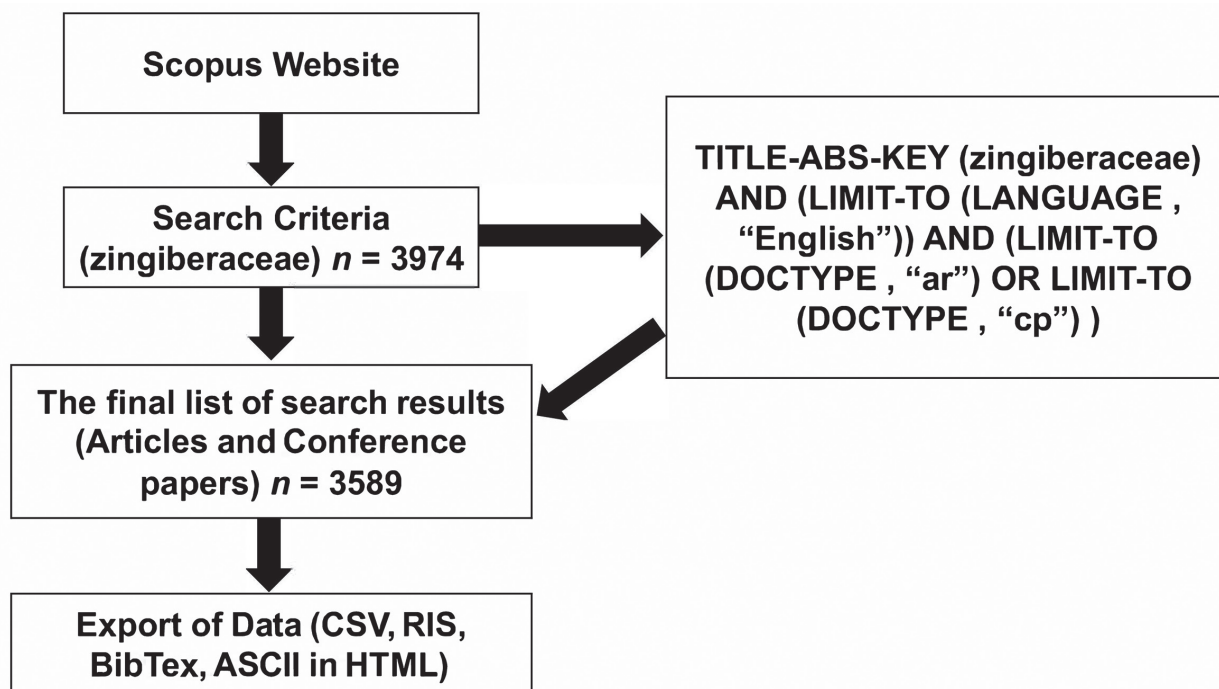 Scopus Website
Search Criteria
(zingiberaceae) n = 3974
TITLE-ABS-KEY (zingiberaceae)
AND (LIMIT-TO (LANGUAGE ,
“English”)) AND (LIMIT-TO
(DOCTYPE , “ar”) OR LIMIT-TO
(DOCTYPE , “cp”) )
The final list of search results
(Articles and Conference
papers) n = 3589
Export of Data (CSV, RIS,
BibTex, ASCII in HTML)